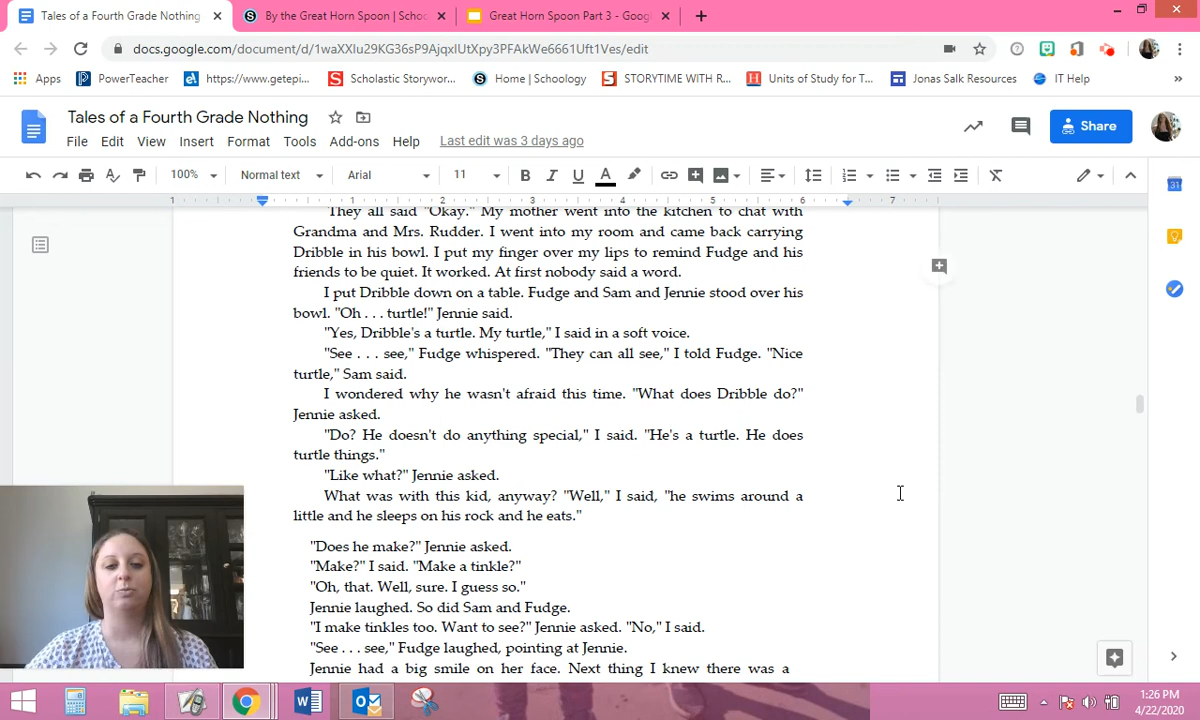 Tales of a Fourth Grade Nothing
By the Great Horn Spoon | Schoo
Great Horn Spoon Part 3 - Goog
docs.google.com/document/d/1waXXlu29KG36sP9AjqxlUtXpy3PFAkWe6661Uft1Ves/edit
Apps
PowerTeacher
https://www.getepi...
Scholastic Storywor...
Home | Schoology
STORYTIME WITH R...
Units of Study for T...
Jonas Salk Resources
IT Help
»
Tales of a Fourth Grade Nothing
File Edit View Insert Format Tools Add-ons Help Last edit was 3 days ago
Share
100% Normal text Arial 11 B I U A
1 1 2 3 4 5 6 7
"They all said "Okay." My mother went into the kitchen to chat with
Grandma and Mrs. Rudder. I went into my room and came back carrying
Dribble in his bowl. I put my finger over my lips to remind Fudge and his
friends to be quiet. It worked. At first nobody said a word.
I put Dribble down on a table. Fudge and Sam and Jennie stood over his
bowl. "Oh . . . turtle!" Jennie said.
"Yes, Dribble's a turtle. My turtle," I said in a soft voice.
"See . . . see," Fudge whispered. "They can all see," I told Fudge. "Nice
turtle," Sam said.
I wondered why he wasn't afraid this time. "What does Dribble do?"
Jennie asked.
"Do? He doesn't do anything special," I said. "He's a turtle. He does
turtle things."
"Like what?" Jennie asked.
What was with this kid, anyway? "Well," I said, "he swims around a
little and he sleeps on his rock and he eats."
"Does he make?" Jennie asked.
"Make?" I said. "Make a tinkle?"
"Oh, that. Well, sure. I guess so."
Jennie laughed. So did Sam and Fudge.
"I make tinkles too. Want to see?" Jennie asked. "No," I said.
"See . . . see," Fudge laughed, pointing at Jennie.
Jennie had a big smile on her face. Next thing I knew there was a
31
1:26 PM
4/22/2020